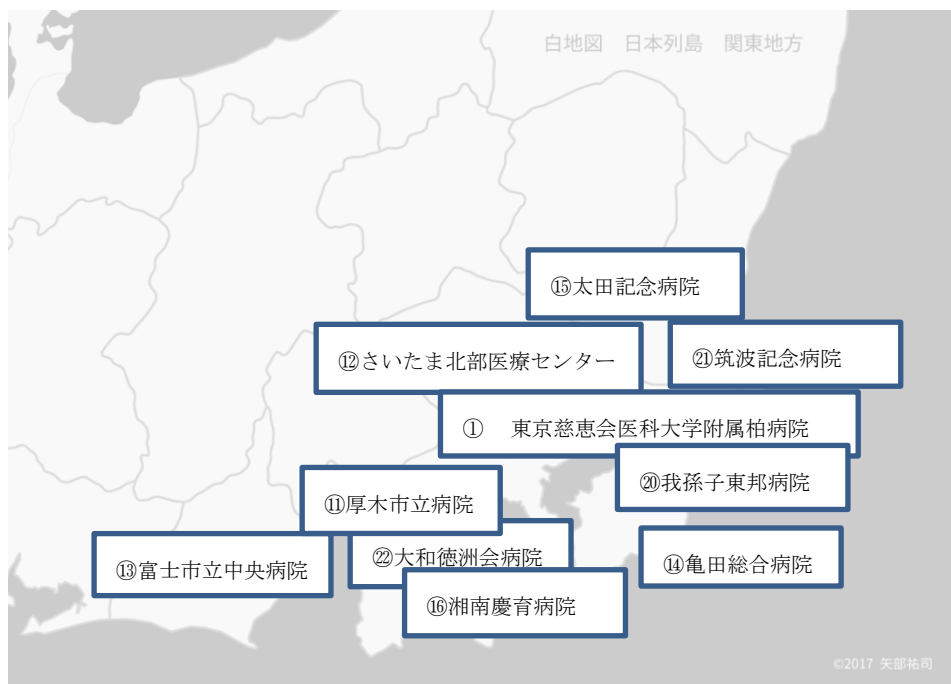 白地図 日本列島 関東地方
⑮太田記念病院
⑫さいたま北部医療センター
㉑筑波記念病院
① 東京慈恵会医科大学附属柏病院
⑳我孫子東邦病院
⑪厚木市立病院
⑬富士市立中央病院
㉒大和徳洲会病院
⑭亀田総合病院
⑯湘南慶育病院
©2017 矢部祐司